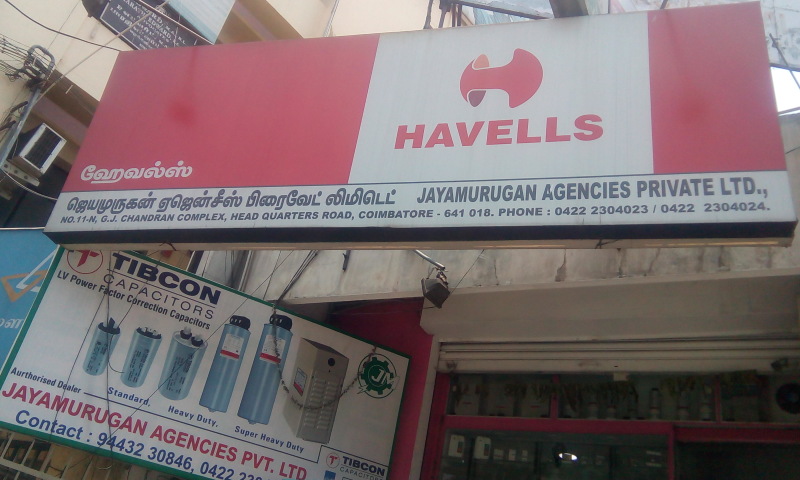 HAVELLS
ஹேவல்ஸ்
ஜெயமுருகன் ஏஜென்சீஸ் பிரைவேட் லிமிடெட் JAYAMURUGAN AGENCIES PRIVATE LTD.,
NO.11-N, G.J. CHANDRAN COMPLEX, HEAD QUARTERS ROAD, COIMBATORE - 641 018. PHONE : 0422 2304023 / 0422 2304024.
TIBCON
CAPACITORS
LV Power Factor Correction Capacitors
Aurthorised Dealer
Standard.
Heavy Duty.
Super Heavy Duty
JAYAMURUGAN AGENCIES PVT. LTD
Contact : 94432 30846, 0422
TIBCON
CAPACITORS